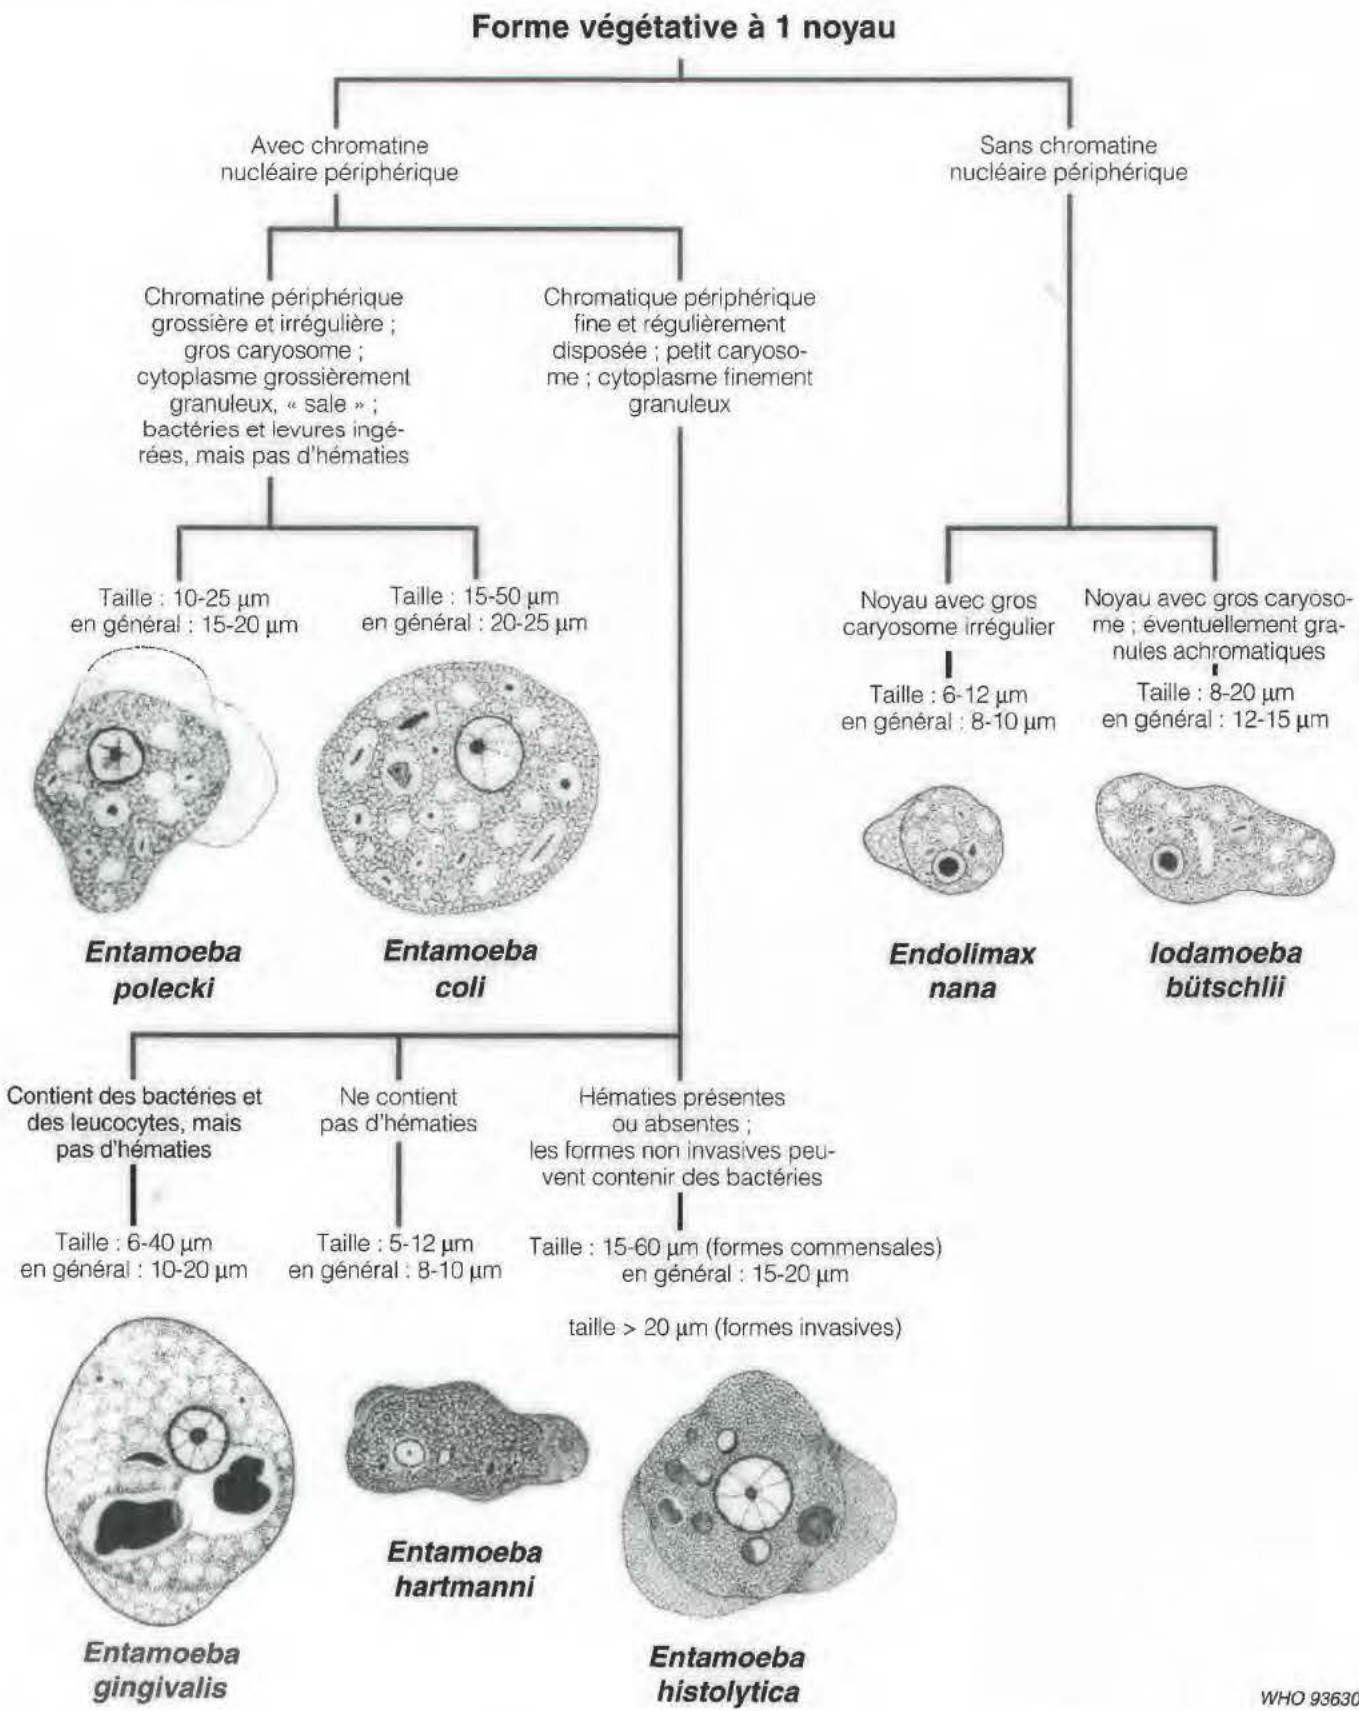 Forme végétative à 1 noyau
Avec chromatine
nucléaire périphérique
Sans chromatine
nucléaire périphérique
Chromatine périphérique
grossière et irrégulière ;
gros caryosome ;
cytoplasme grossièrement
granuleux, « sale » ;
bactéries et levures ingé-
rées, mais pas d'hématies
Chromatique périphérique
fine et régulièrement
disposée ; petit caryoso-
me ; cytoplasme finement
granuleux
Taille : 10-25 µm
en général : 15-20 µm
Taille : 15-50 µm
en général : 20-25 µm
Noyau avec gros
caryosome irrégulier
Taille : 6-12 µm
en général : 8-10 µm
Noyau avec gros caryoso-
me ; éventuellement gra-
nules achromatiques
Taille : 8-20 µm
en général : 12-15 µm
Entamoeba
polecki
Entamoeba
coli
Endolimax
nana
Iodamoeba
bütschlii
Contient des bactéries et
des leucocytes, mais
pas d'hématies
Ne contient
pas d'hématies
Hématies présentes
ou absentes ;
les formes non invasives peu-
vent contenir des bactéries
Taille : 6-40 µm
en général : 10-20 µm
Taille : 5-12 µm
en général : 8-10 µm
Taille : 15-60 µm (formes commensales)
en général : 15-20 µm
taille > 20 µm (formes invasives)
Entamoeba
gingivalis
Entamoeba
hartmanni
Entamoeba
histolytica
WHO 93630